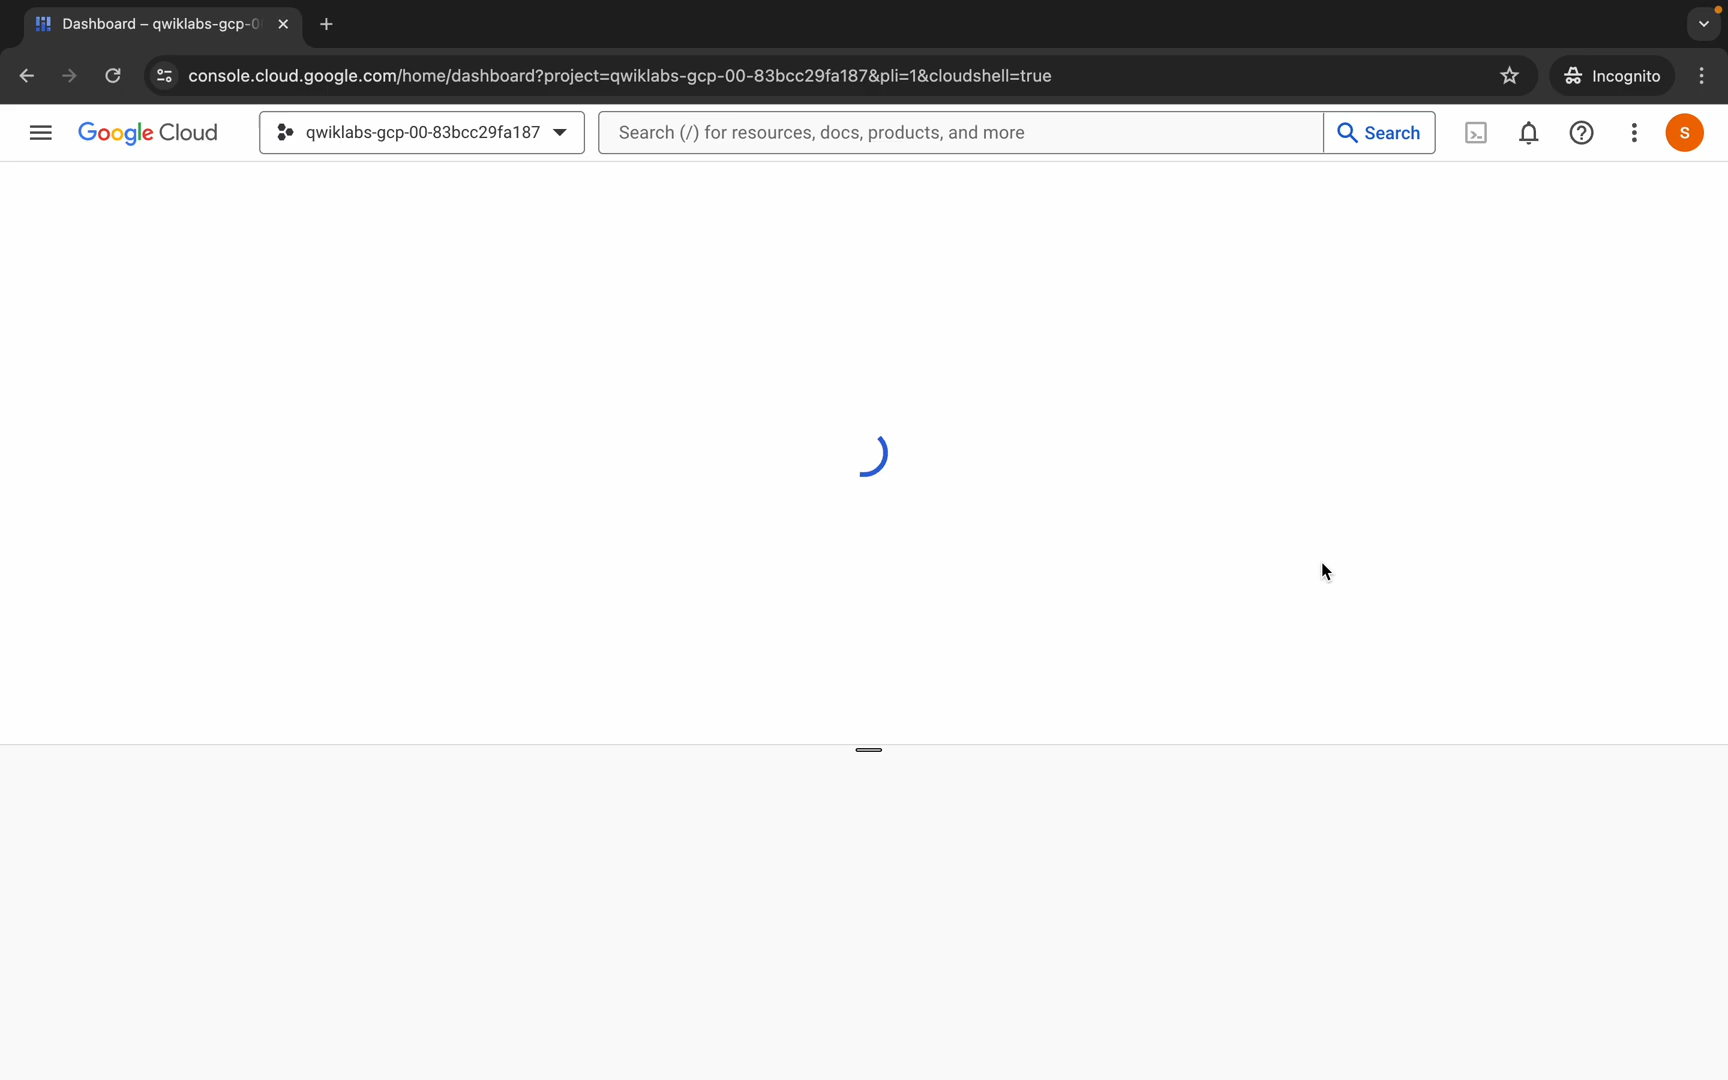 Dashboard – qwiklabs-gcp-0
console.cloud.google.com/home/dashboard?project=qwiklabs-gcp-00-83bcc29fa187&pli=1&cloudshell=true
Incognito
Google Cloud
qwiklabs-gcp-00-83bcc29fa187
Search (/) for resources, docs, products, and more
Search
S